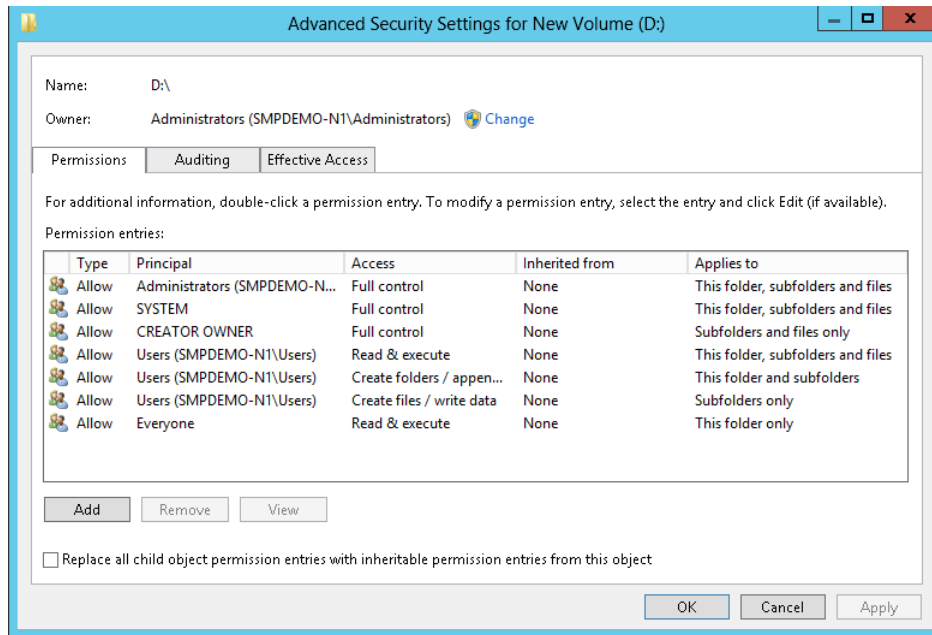 Advanced Security Settings for New Volume (D:)
Name: D:\
Owner: Administrators (SMPDEMO-N1\Administrators) Change
Permissions Auditing Effective Access
For additional information, double-click a permission entry. To modify a permission entry, select the entry and click Edit (if available).
Permission entries:
Type Principal Access Inherited from Applies to
Allow Administrators (SMPDEMO-N... Full control None This folder, subfolders and files
Allow SYSTEM Full control None This folder, subfolders and files
Allow CREATOR OWNER Full control None Subfolders and files only
Allow Users (SMPDEMO-N1\Users) Read & execute None This folder, subfolders and files
Allow Users (SMPDEMO-N1\Users) Create folders / appen... None This folder and subfolders
Allow Users (SMPDEMO-N1\Users) Create files / write data None Subfolders only
Allow Everyone Read & execute None This folder only
Add Remove View
Replace all child object permission entries with inheritable permission entries from this object
OK Cancel Apply